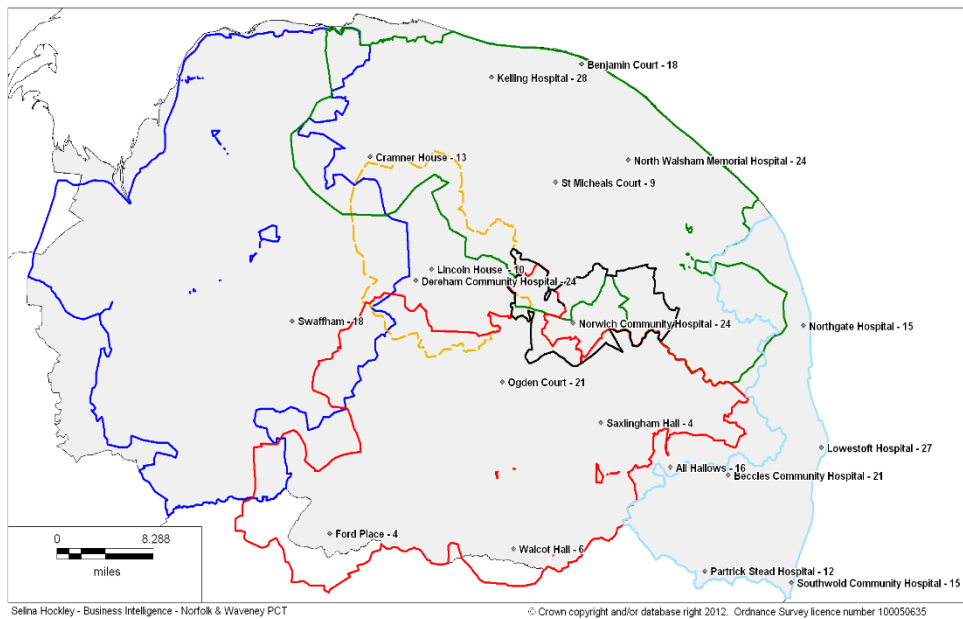 Benjamin Court - 18
Kelling Hospital - 28
Cramner House - 13
North Walsham Memorial Hospital - 24
St Micheals Court - 9
Lincoln House - 10
Dereham Community Hospital - 24
Swaffham - 18
Norwich Community Hospital - 24
Northgate Hospital - 15
Ogden Court - 21
Saxlingham Hall - 4
Lowestoft Hospital - 27
All Hallows - 16
Beccles Community Hospital - 21
Ford Place - 4
Walcot Hall - 6
Partrick Stead Hospital - 12
Southwold Community Hospital - 15
0 8.288
miles
Selina Hockley - Business Intelligence - Norfolk & Waveney PCT
© Crown copyright and/or database right 2012. Ordnance Survey licence number 100050635